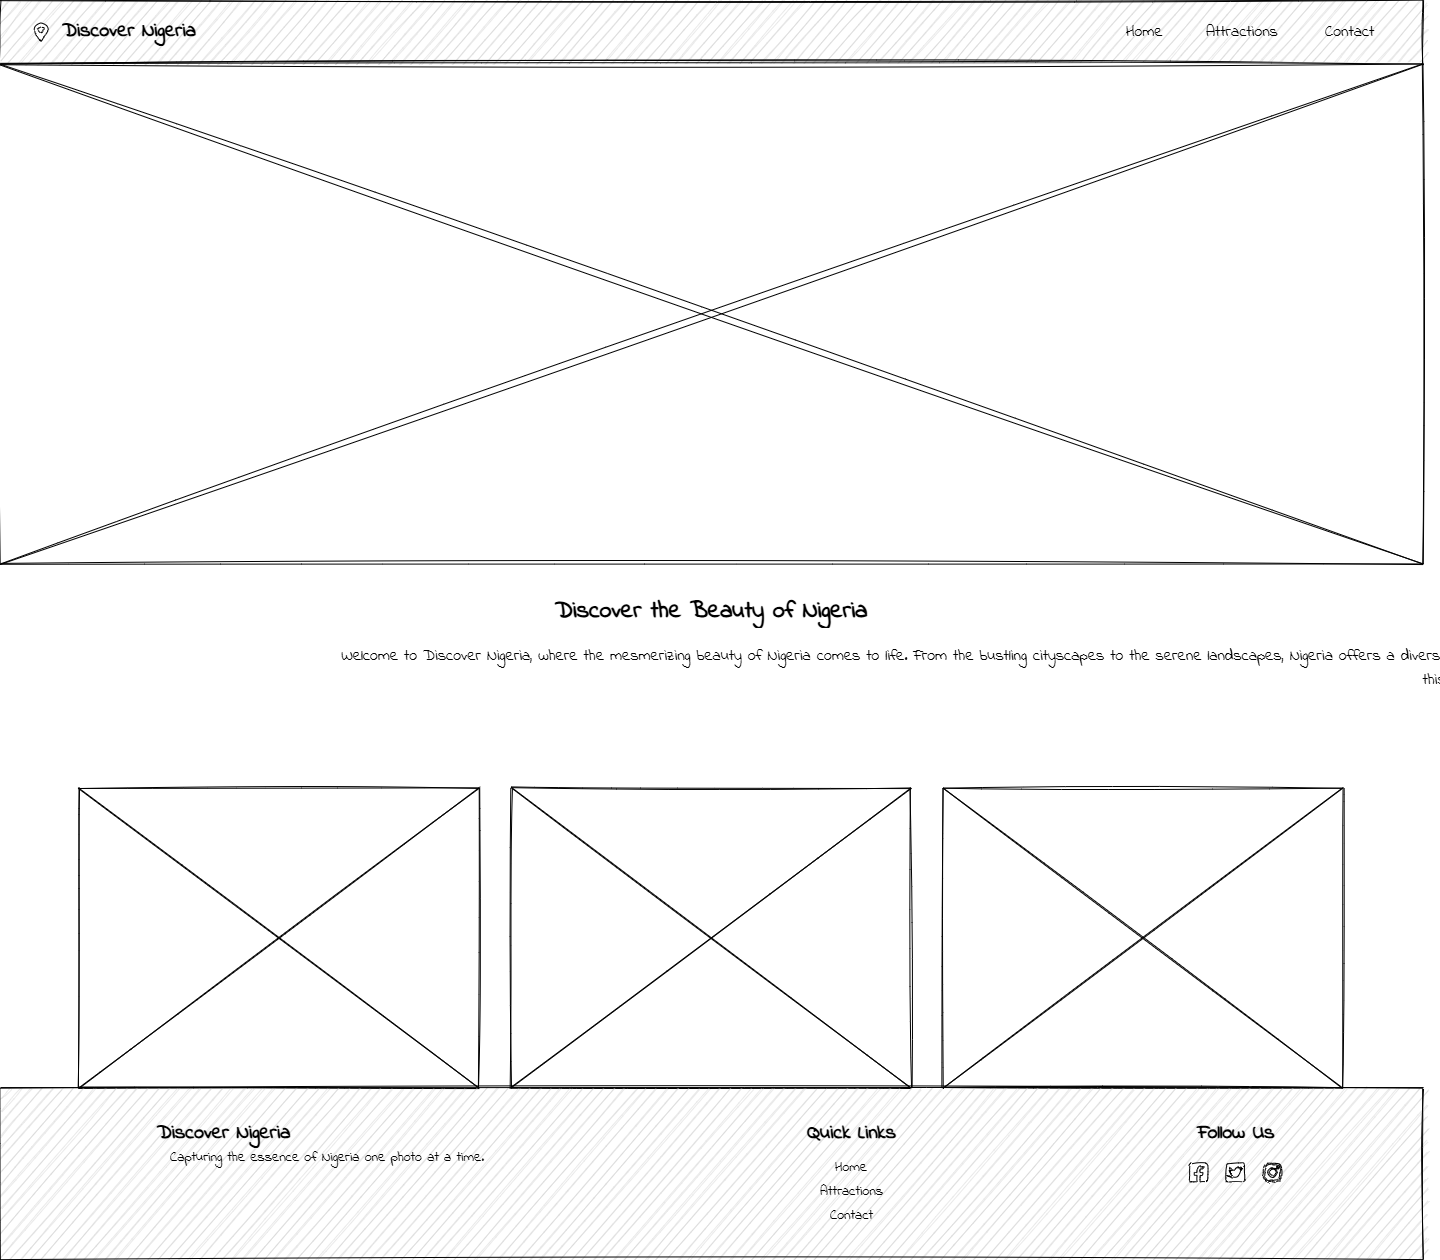 Discover Nigeria
Home
Attractions
Contact
Discover the Beauty of Nigeria
Welcome to Discover Nigeria, where the mesmerizing beauty of Nigeria comes to life. From the bustling cityscapes to the serene landscapes, Nigeria offers a divers
this
Discover Nigeria
Capturing the essence of Nigeria one photo at a time.
Quick Links
Home
Attractions
Contact
Follow Us